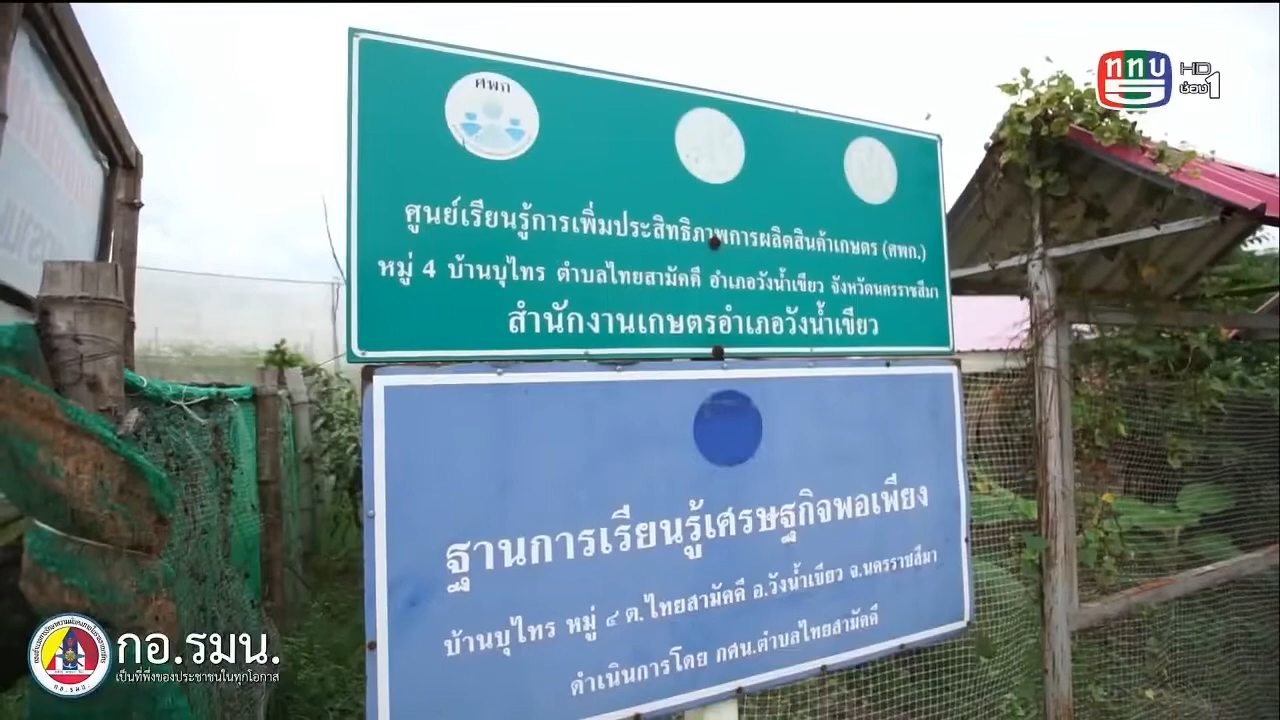 ททบ
5
HD
ช่อง1
ศพก
ศูนย์เรียนรู้การเพิ่มประสิทธิภาพการผลิตสินค้าเกษตร (ศพก.)
หมู่ 4 บ้านบุไทร ตำบลไทยสามัคคี อำเภอวังน้ำเขียว จังหวัดนครราชสีมา
สำนักงานเกษตรอำเภอวังน้ำเขียว
ฐานการเรียนรู้เศรษฐกิจพอเพียง
บ้านบุไทร หมู่ ๔ ต.ไทยสามัคคี อ.วังน้ำเขียว จ.นครราชสีมา
ดำเนินการโดย กศน.ตำบลไทยสามัคคี
กอ.รมน.
เป็นที่พึ่งของประชาชนในทุกโอกาส